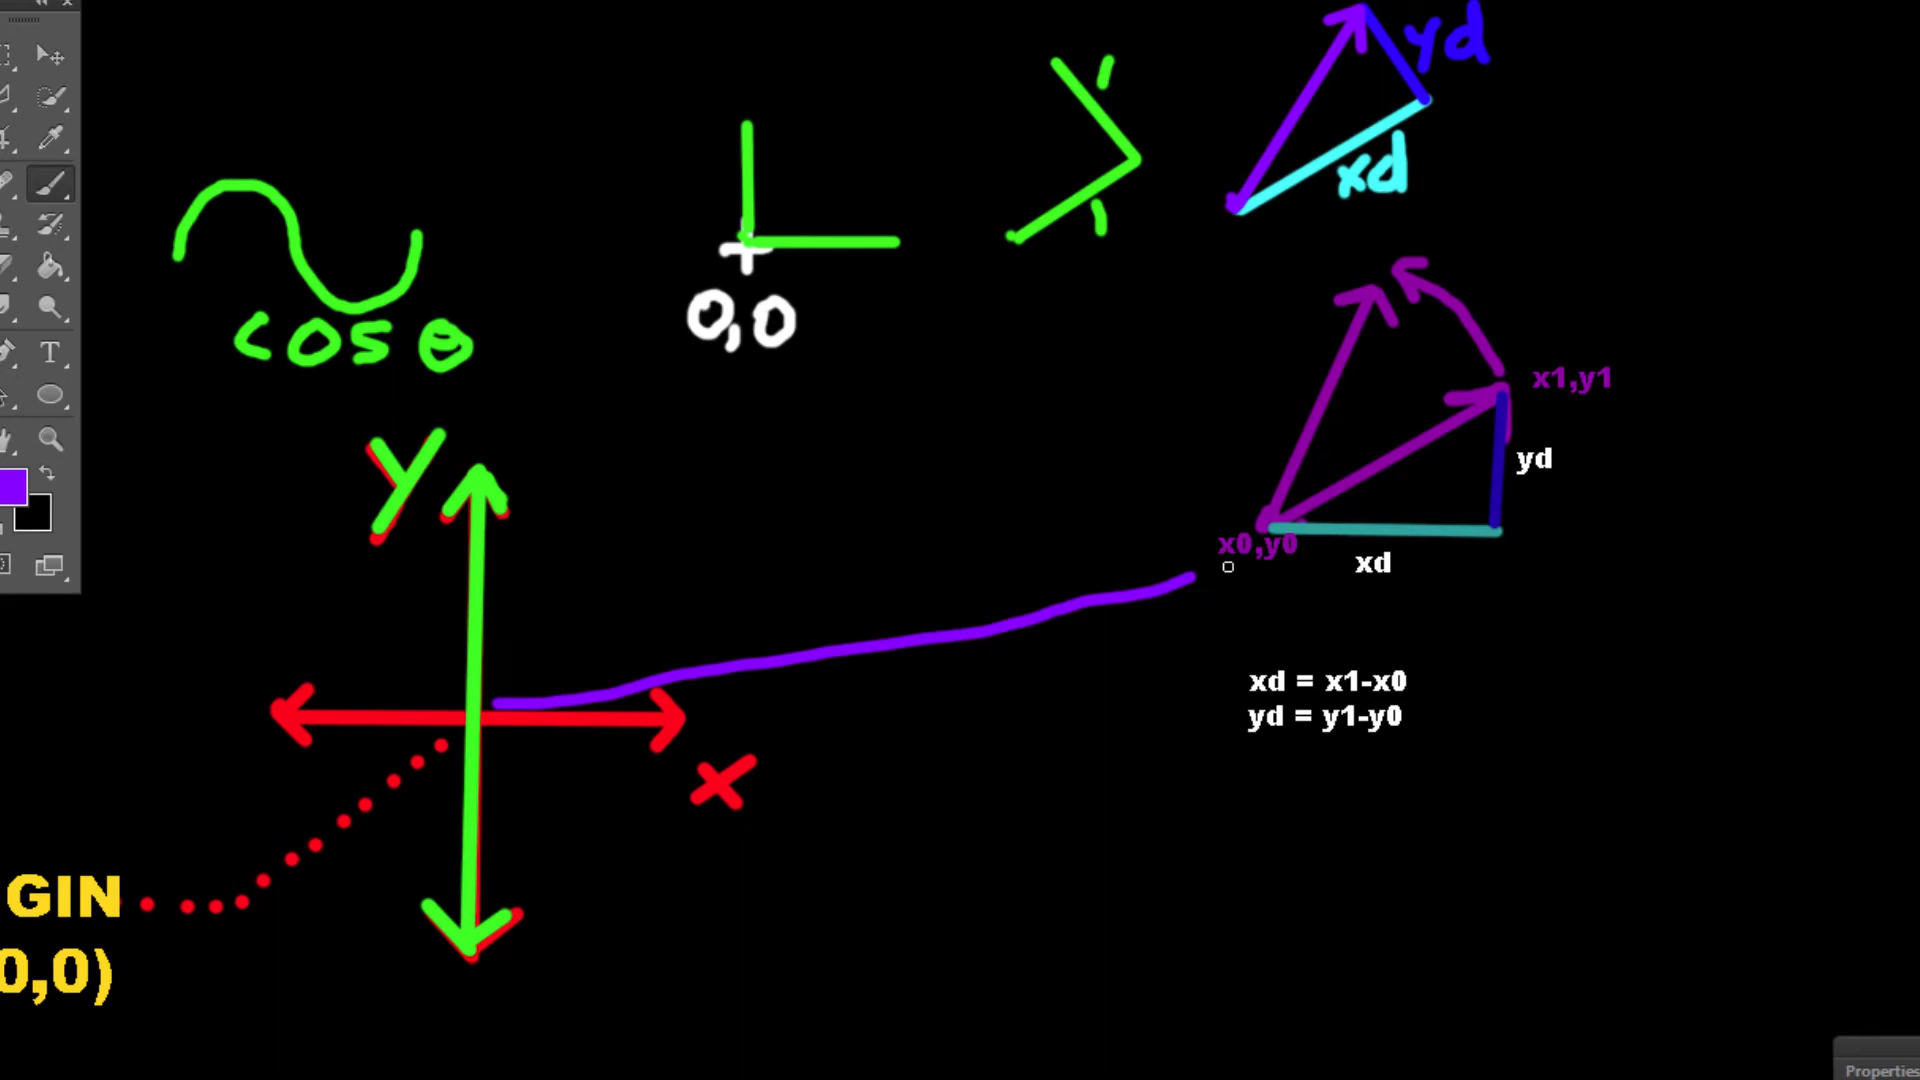 yd
xd
cos θ
0,0
x1,y1
yd
x0,y0
xd
Y
X
xd = x1-x0
yd = y1-y0
GIN
0,0)
T
Properties